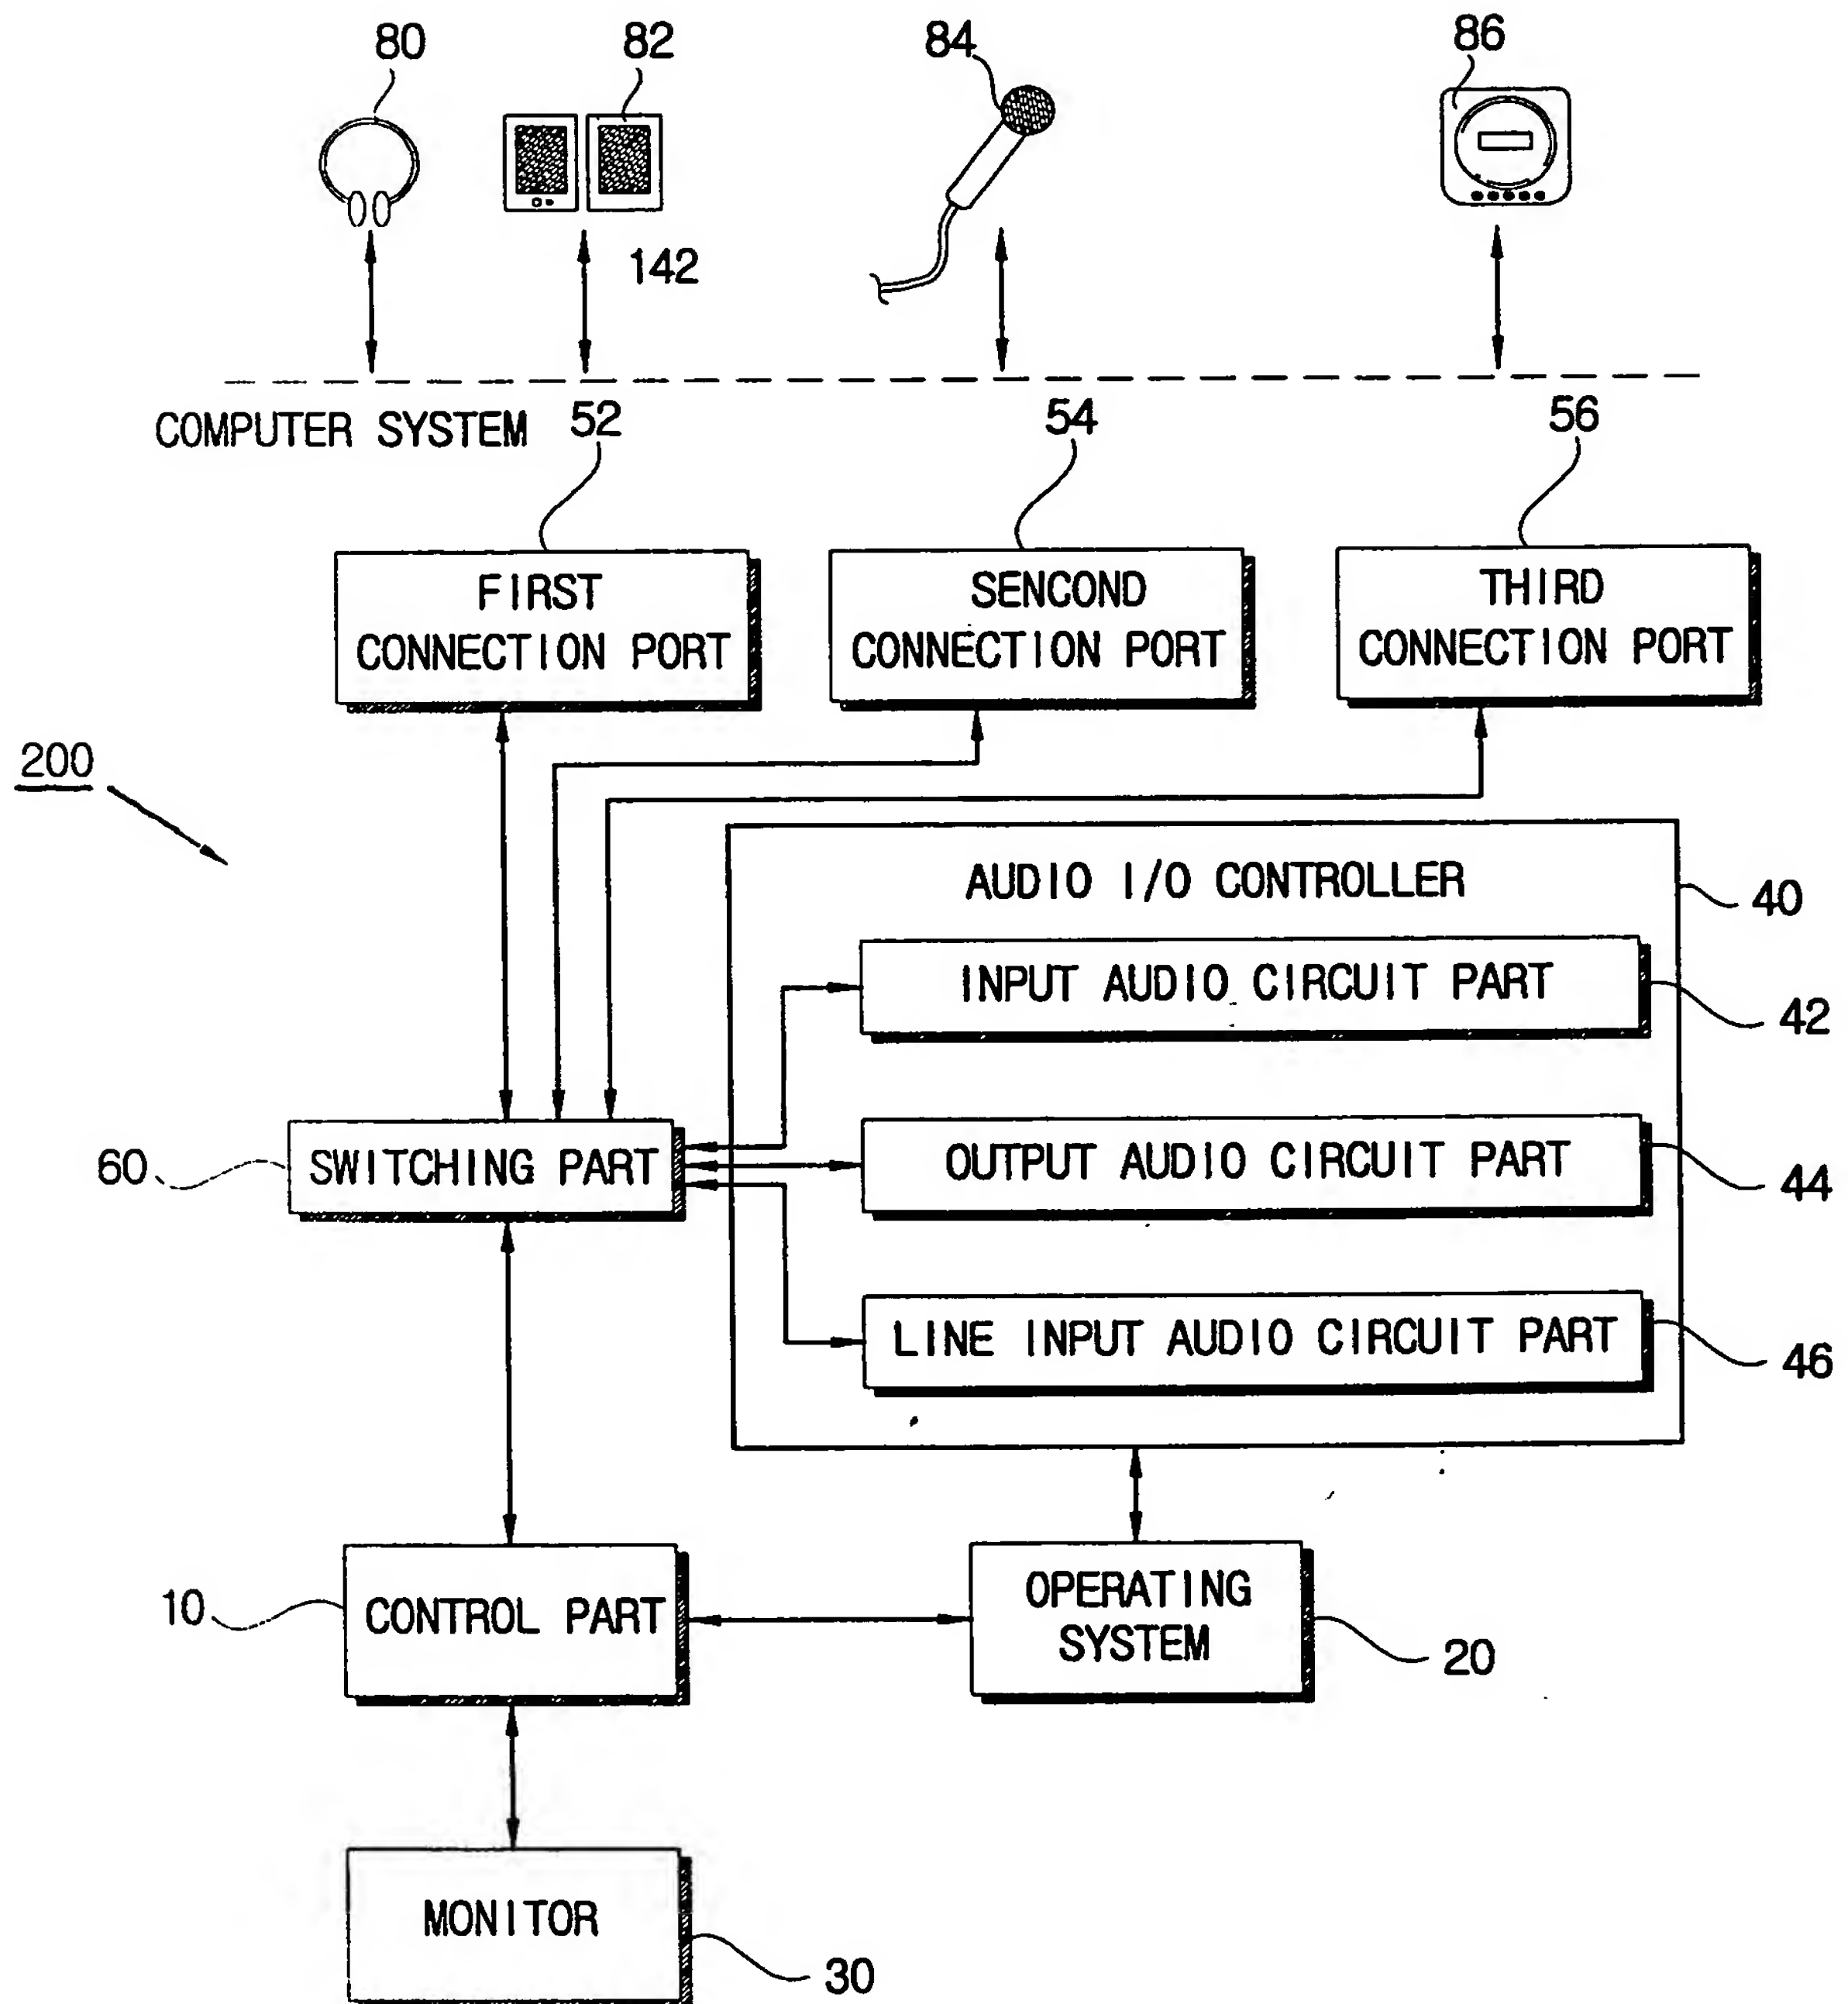 80
82
84
86
142
COMPUTER SYSTEM
52
54
56
FIRST
CONNECTION PORT
SENCOND
CONNECTION PORT
THIRD
CONNECTION PORT
200
AUDIO I/O CONTROLLER
40
INPUT AUDIO CIRCUIT PART
42
60
SWITCHING PART
OUTPUT AUDIO CIRCUIT PART
44
LINE INPUT AUDIO CIRCUIT PART
46
10
CONTROL PART
OPERATING
SYSTEM
20
MONITOR
30